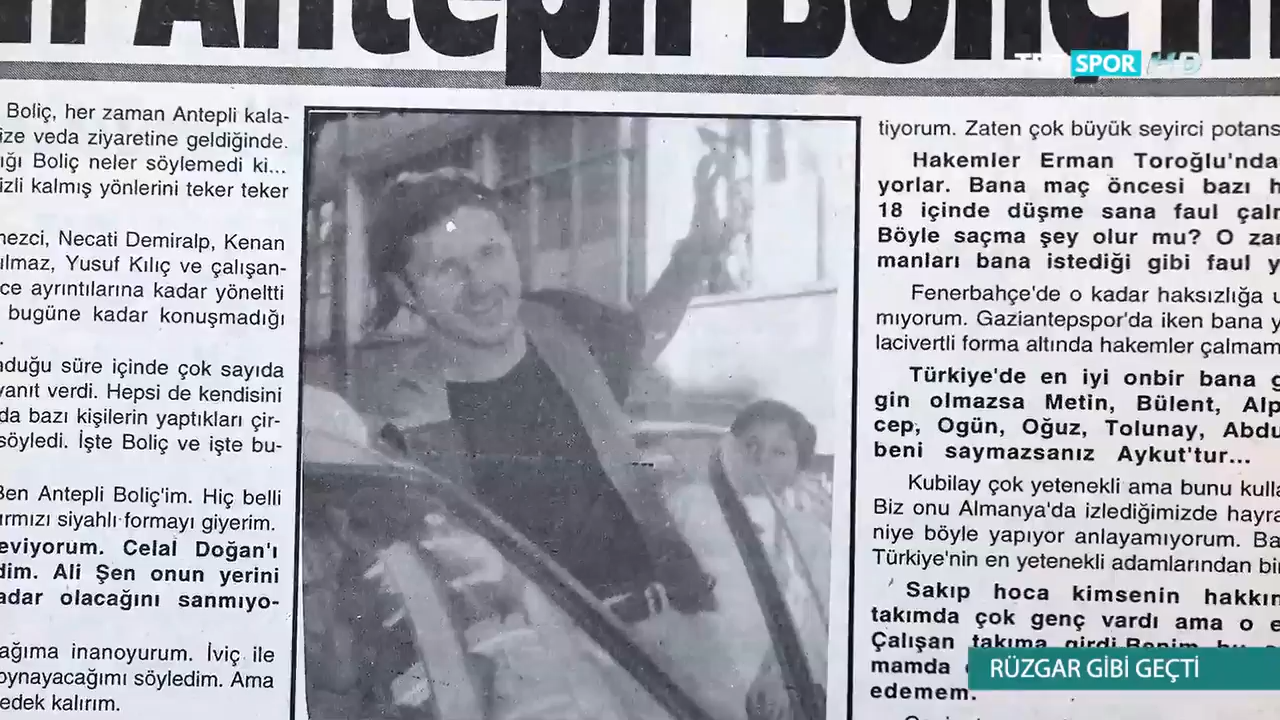 Antepli Boliç'in
SPOR HD
Boliç, her zaman Antepli kala-
ize veda ziyaretine geldiğinde.
ığı Boliç neler söylemedi ki...
izli kalmış yönlerini teker teker
nezci, Necati Demiralp, Kenan
ılmaz, Yusuf Kılıç ve çalışan-
ce ayrıntılarına kadar yöneltti
bugüne kadar konuşmadığı
aduğu süre içinde çok sayıda
yanıt verdi. Hepsi de kendisini
da bazı kişilerin yaptıkları çir-
söyledi. İşte Boliç ve işte bu-
Ben Antepli Boliç'im. Hiç belli
ırmızı siyahlı formayı giyerim.
eviyorum. Celal Doğan'ı
dim. Ali Şen onun yerini
adar olacağını sanmıyo-
ağıma inanoyurum. İviç ile
oynayacağımı söyledim. Ama
edek kalırım.
tiyorum. Zaten çok büyük seyirci potans
Hakemler Erman Toroğlu'nda
yorlar. Bana maç öncesi bazı h
18 içinde düşme sana faul çalm
Böyle saçma şey olur mu? O zar
manları bana istediği gibi faul y
Fenerbahçe'de o kadar haksızlığa u
mıyorum. Gaziantepspor'da iken bana y
lacivertli forma altında hakemler çalmam
Türkiye'de en iyi onbir bana g
gin olmazsa Metin, Bülent, Alp
cep, Ogün, Oğuz, Tolunay, Abdu
beni saymazsanız Aykut'tur...
Kubilay çok yetenekli ama bunu kulla
Biz onu Almanya'da izlediğimizde hayra
niye böyle yapıyor anlayamıyorum. Ba
Türkiye'nin en yetenekli adamlarından bir
Sakıp hoca kimsenin hakkın
takımda çok genç vardı ama o e
Çalışan takıma girdi
mamda
edemem.
RÜZGAR GİBİ GEÇTİ